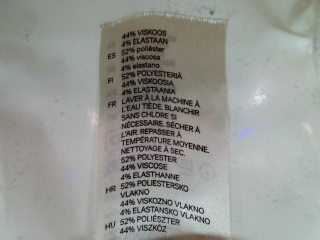 44% VISKOOS
4% ELASTAAN
ES 52% poliéster
44% viscosa
4% elastano
FI 52% POLYESTERIÄ
44% VISKOOSIA
4% ELASTAANIA
FR LAVER À LA MACHINE À
L'EAU TIÈDE, BLANCHIR
SANS CHLORE SI
NÉCESSAIRE. SÉCHER À
L'AIR. REPASSER À
TEMPÉRATURE MOYENNE.
NETTOYAGE À SEC.
52% POLYESTER
44% VISCOSE
4% ELASTHANNE
HR 52% POLIESTERSKO
VLAKNO
44% VISKOZNO VLAKNO
4% ELASTANSKO VLAKNO
HU 52% POLIÉSZTER
44% VISZKÓZ